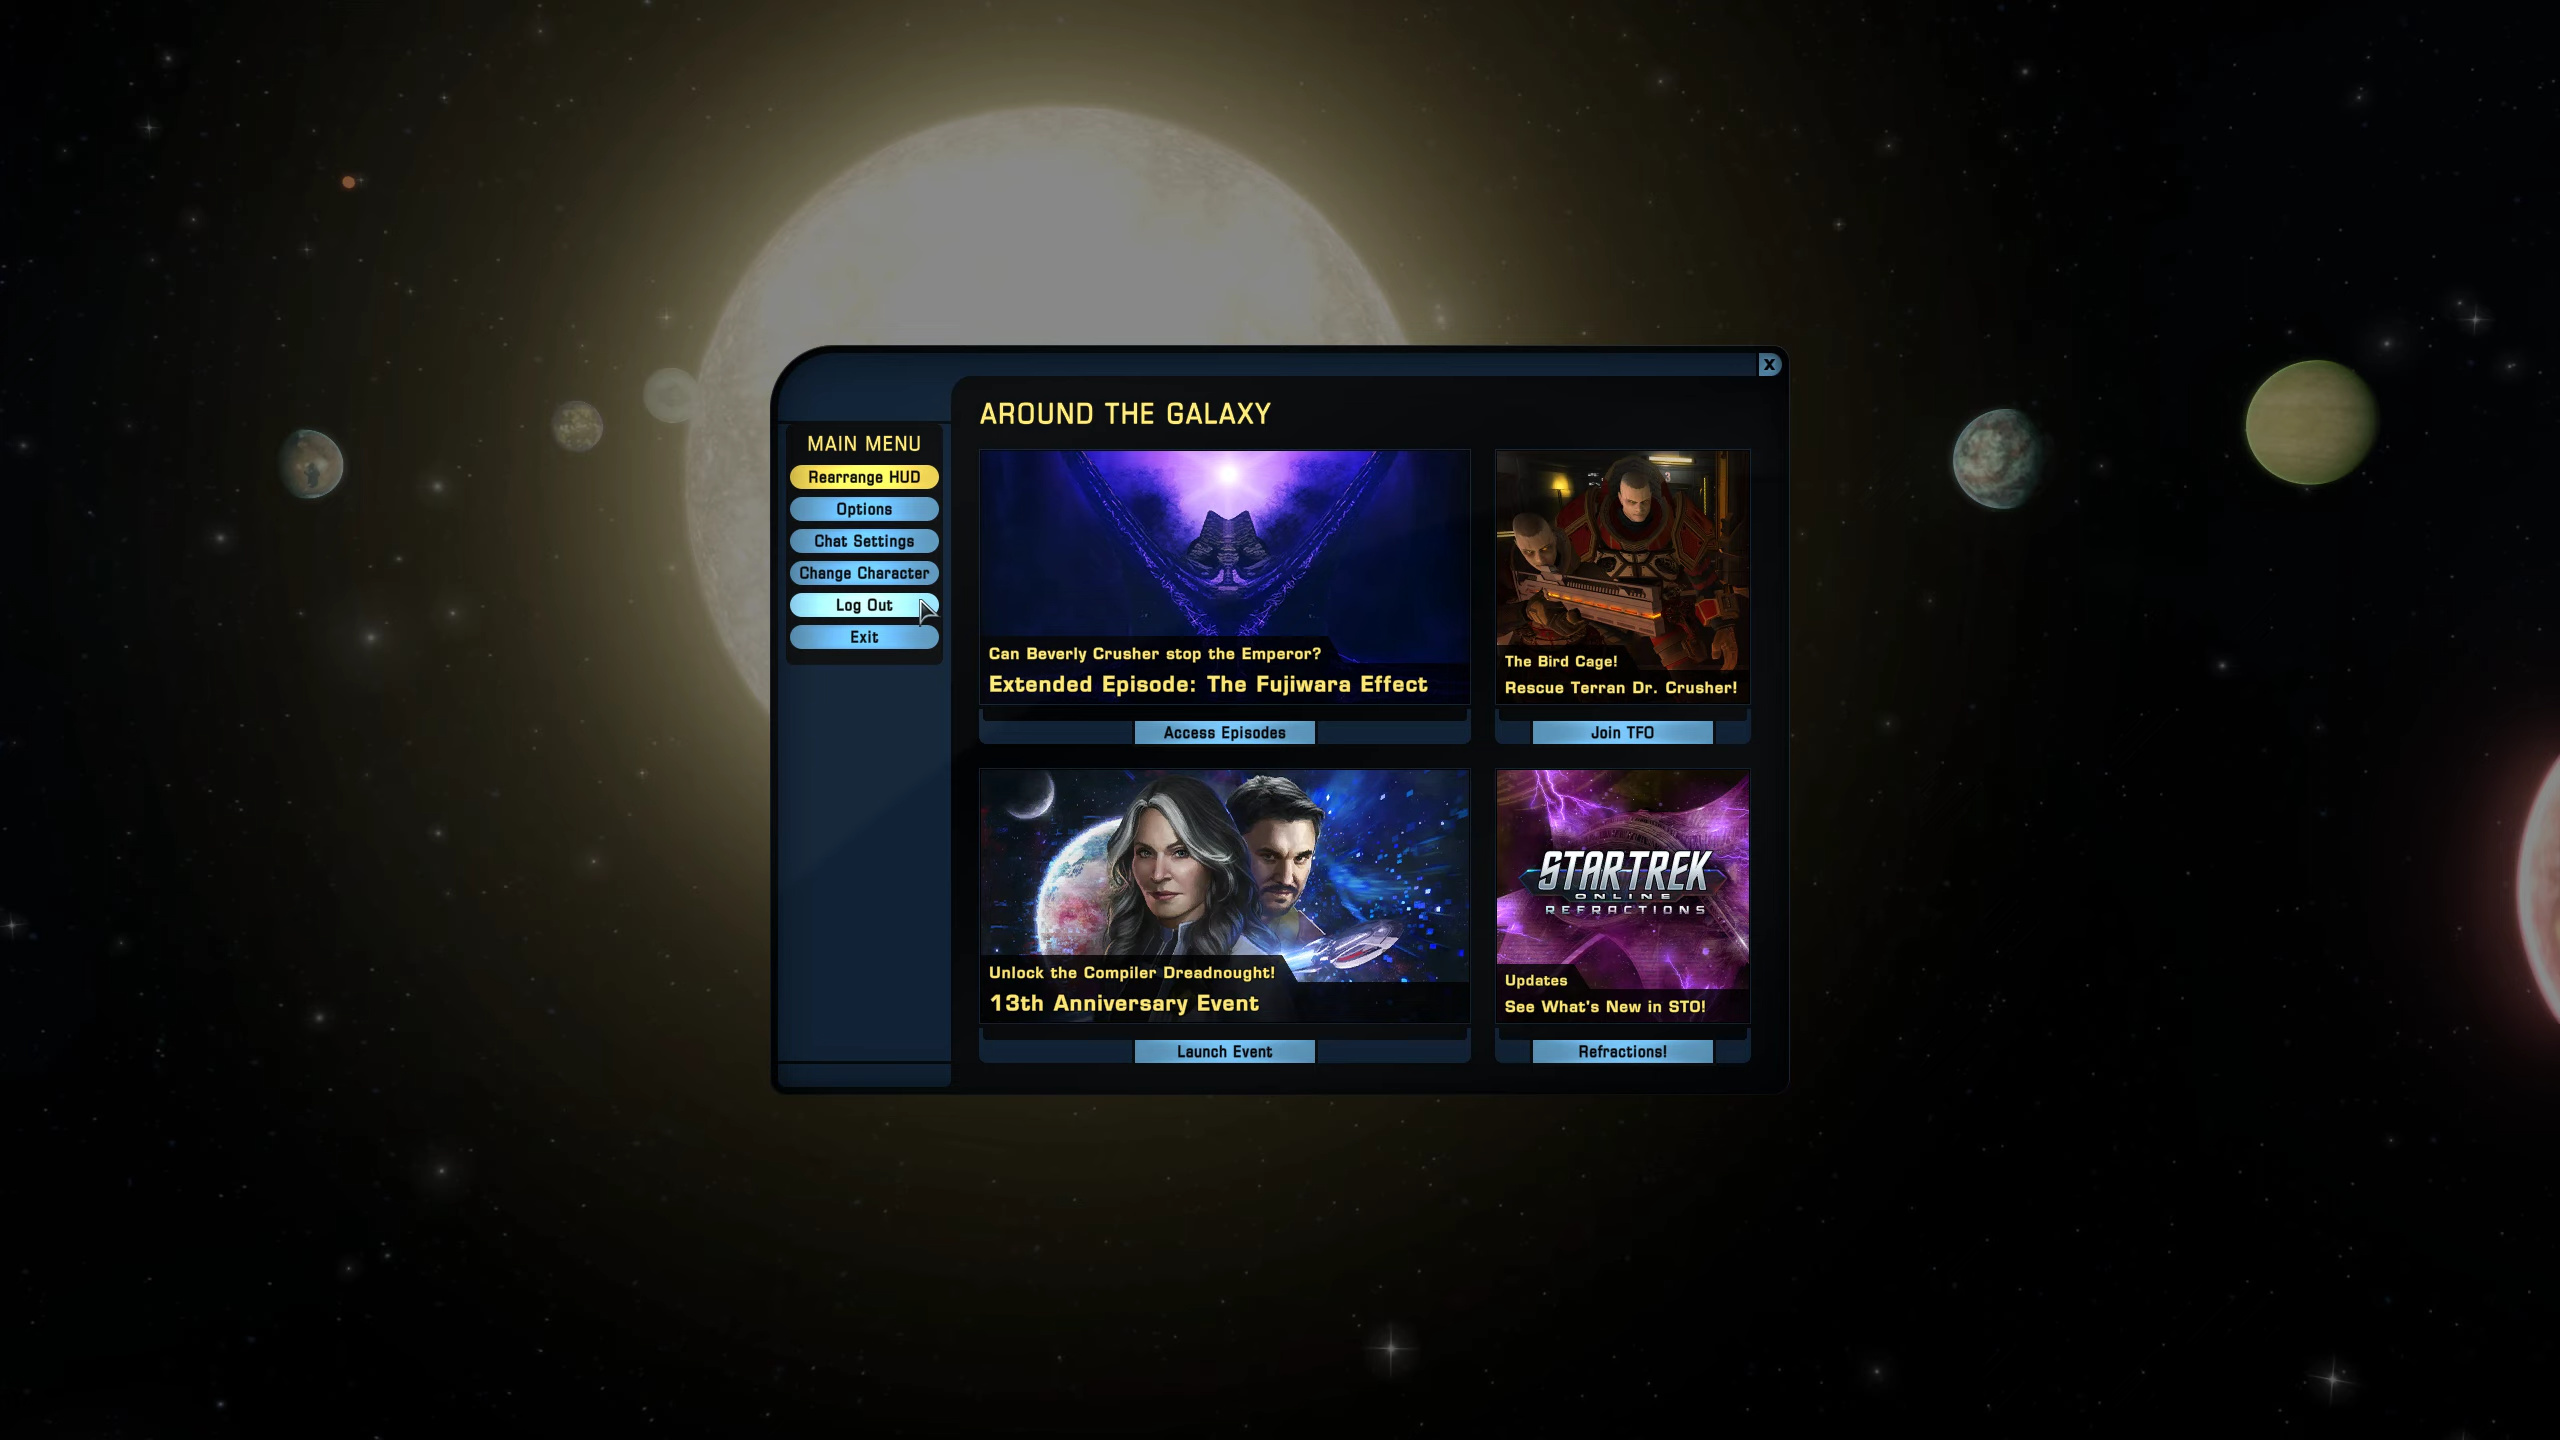 X
AROUND THE GALAXY
MAIN MENU
Rearrange HUD
Options
Chat Settings
Change Character
Log Out
Exit
Can Beverly Crusher stop the Emperor?
Extended Episode: The Fujiwara Effect
Access Episodes
3
The Bird Cage!
Rescue Terran Dr. Crusher!
Join TFO
Unlock the Compiler Dreadnought!
13th Anniversary Event
Launch Event
STAR TREK
ONLINE
REFRACTIONS
Updates
See What's New in STO!
Refractions!